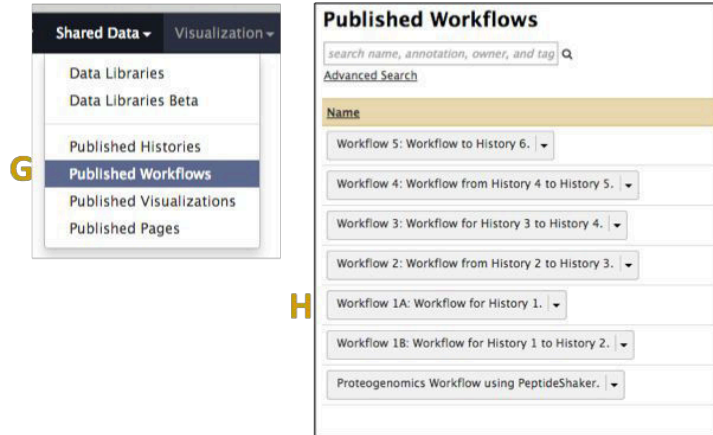 Shared Data Visualization
Data Libraries
Data Libraries Beta
Published Histories
G
Published Workflows
Published Visualizations
Published Pages
Published Workflows
search name, annotation, owner, and tag
Advanced Search
Name
Workflow 5: Workflow to History 6.
Workflow 4: Workflow from History 4 to History 5.
Workflow 3: Workflow for History 3 to History 4.
Workflow 2: Workflow from History 2 to History 3.
H
Workflow 1A: Workflow for History 1.
Workflow 1B: Workflow for History 1 to History 2.
Proteogenomics Workflow using PeptideShaker.